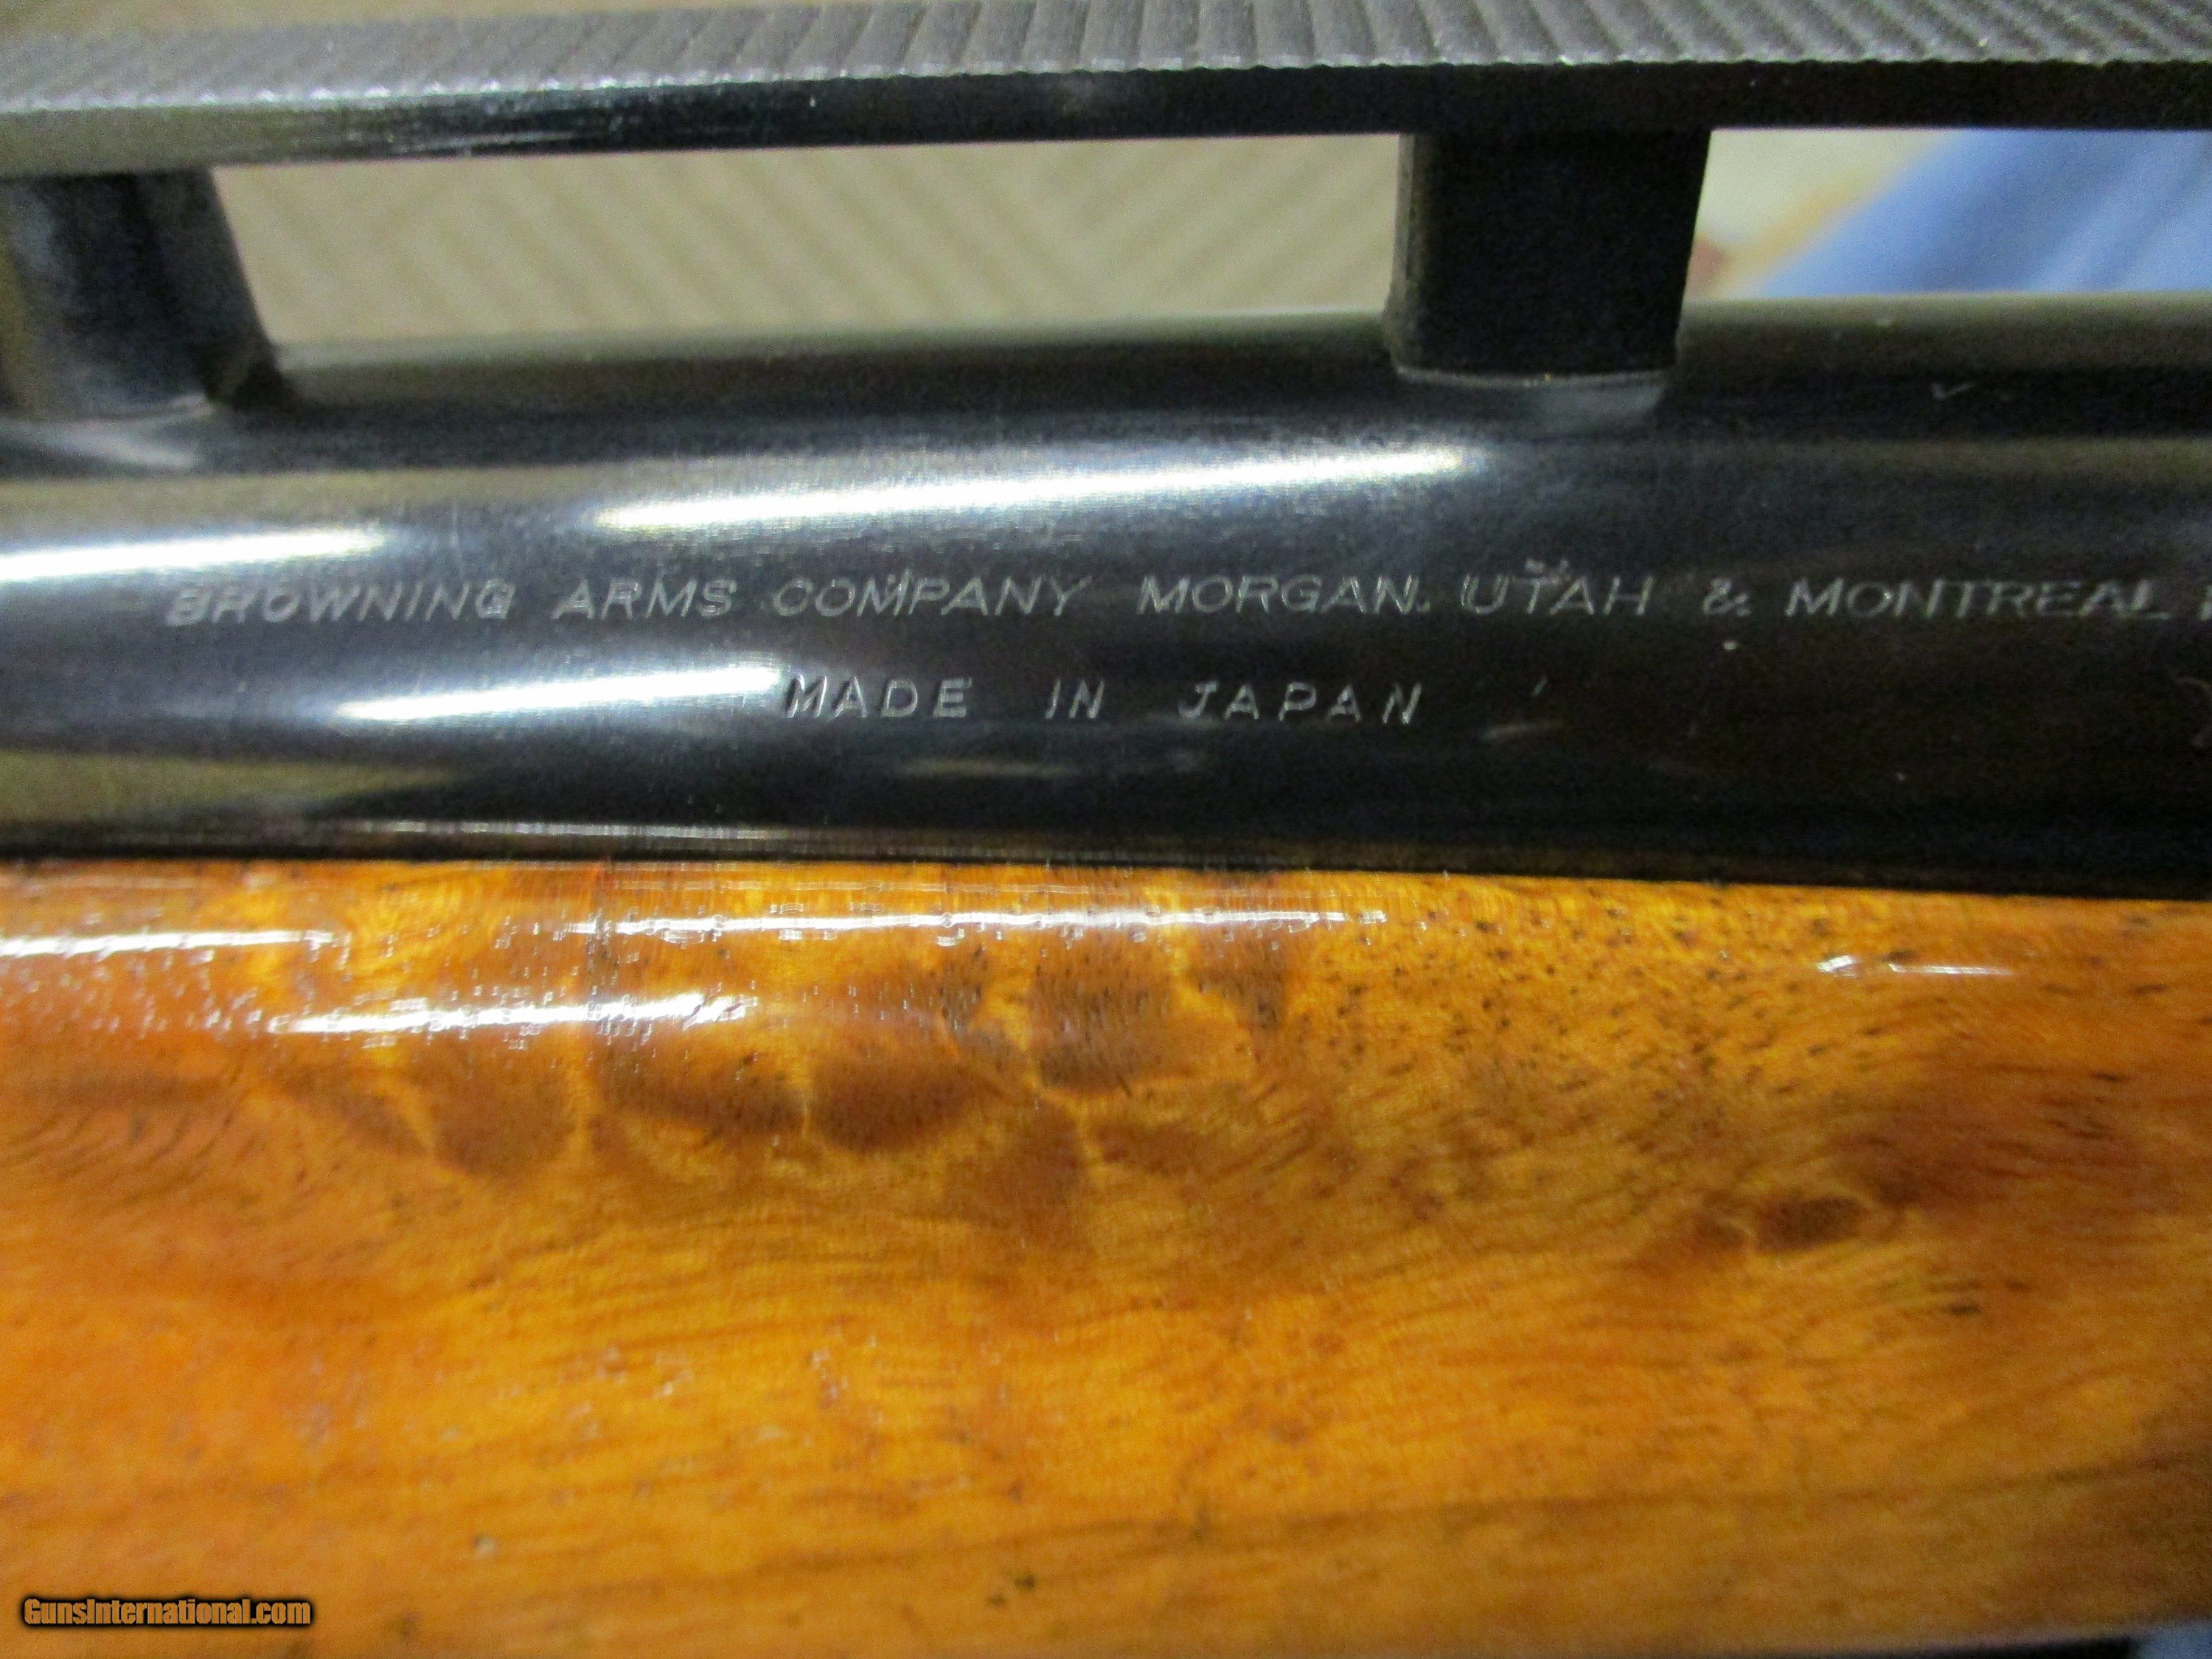 BROWNING ARMS COMPANY MORGAN, UTAH & MONTREAL
MADE IN JAPAN
GunsInternational.com